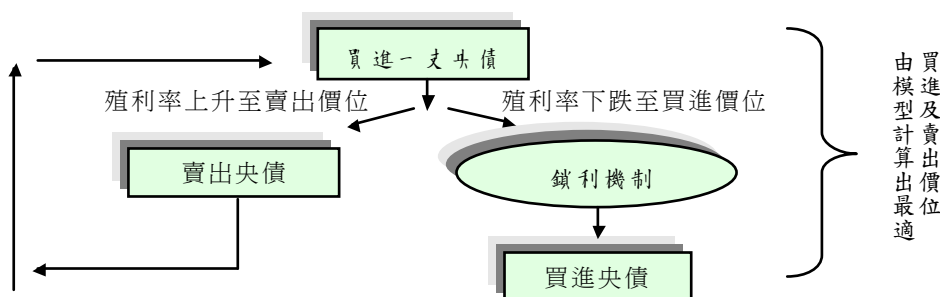 買進一支央債
殖利率上升至賣出價位
殖利率下跌至買進價位
賣出央債
鎖利機制
買進央債
買進及賣出價位
由模型計算出最適